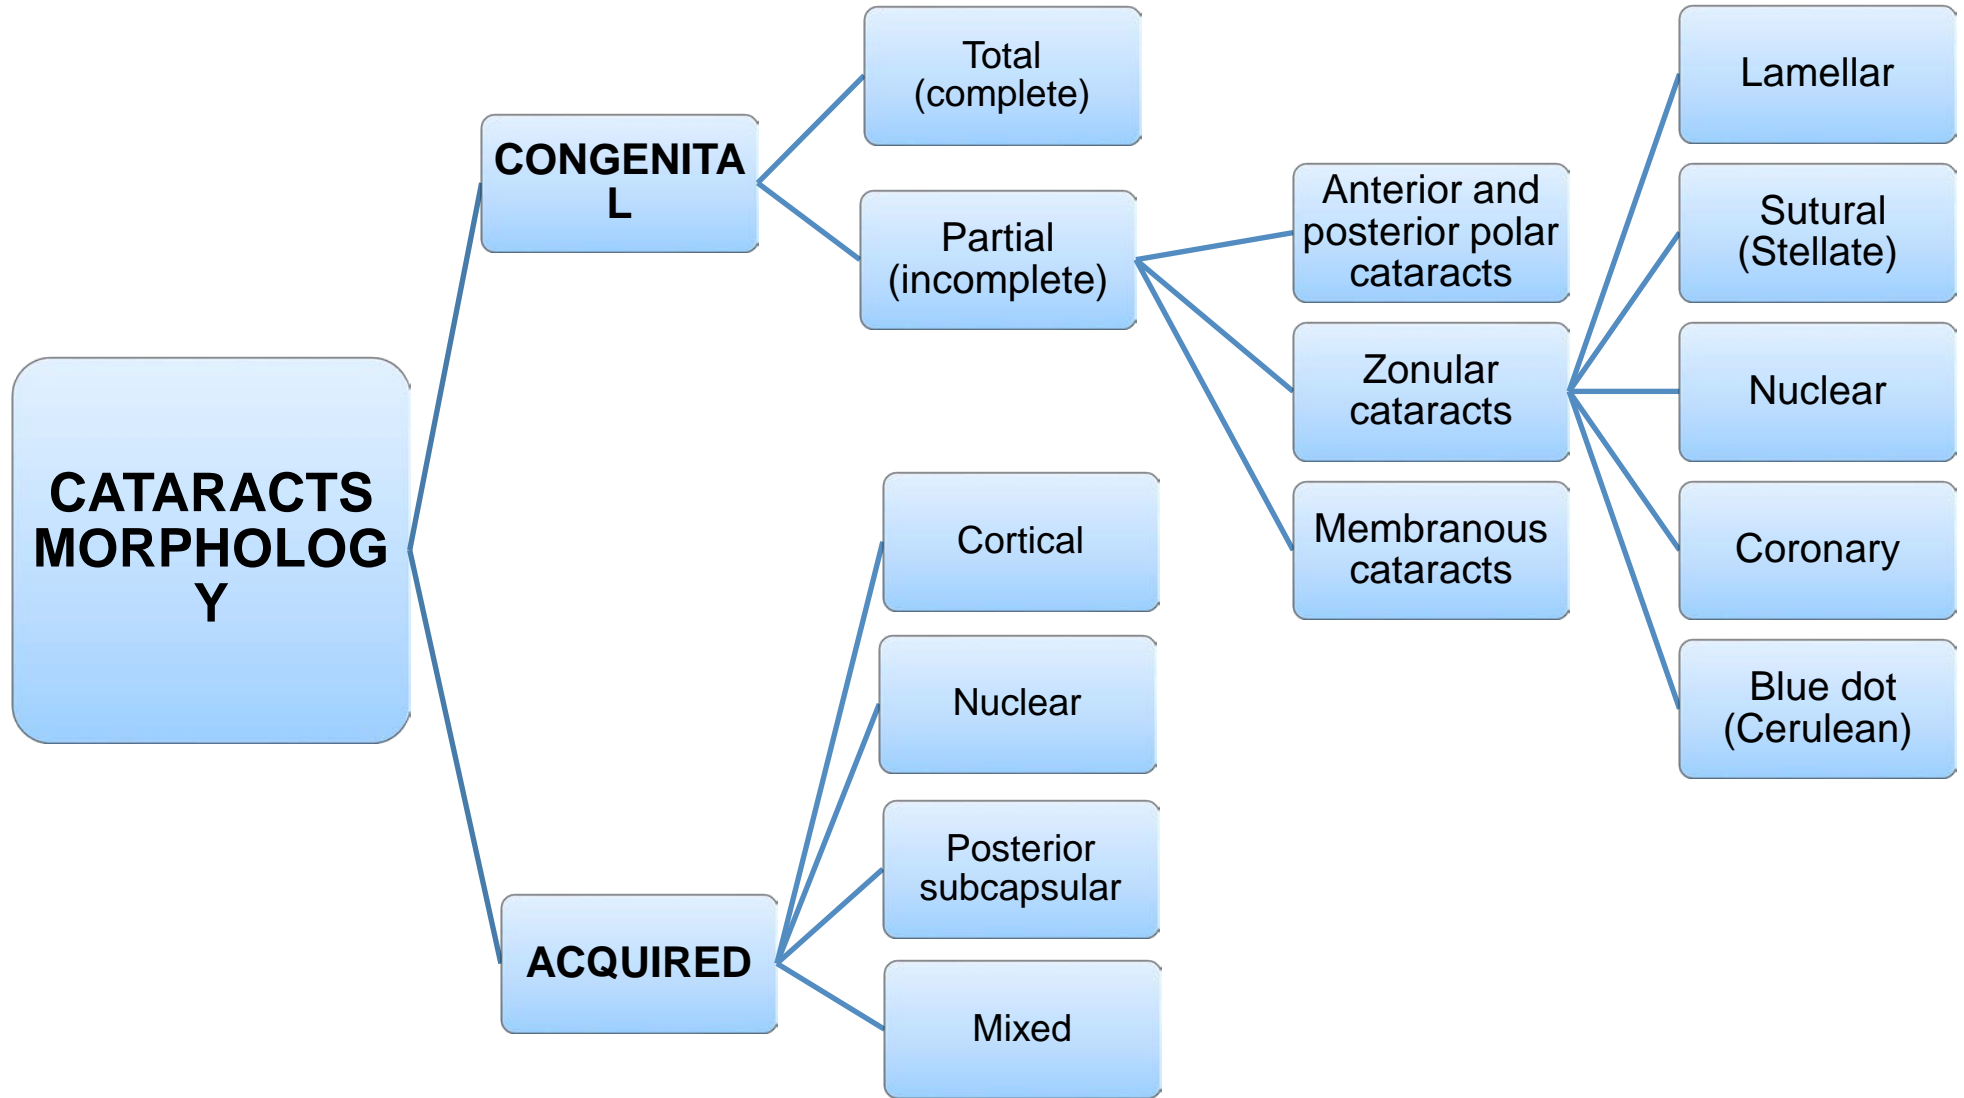 CATARACTS
MORPHOLOG
Y
CONGENITA
L
Total
(complete)
Partial
(incomplete)
Anterior and
posterior polar
cataracts
Zonular
cataracts
Membranous
cataracts
Lamellar
Sutural
(Stellate)
Nuclear
Coronary
Blue dot
(Cerulean)
ACQUIRED
Cortical
Nuclear
Posterior
subcapsular
Mixed